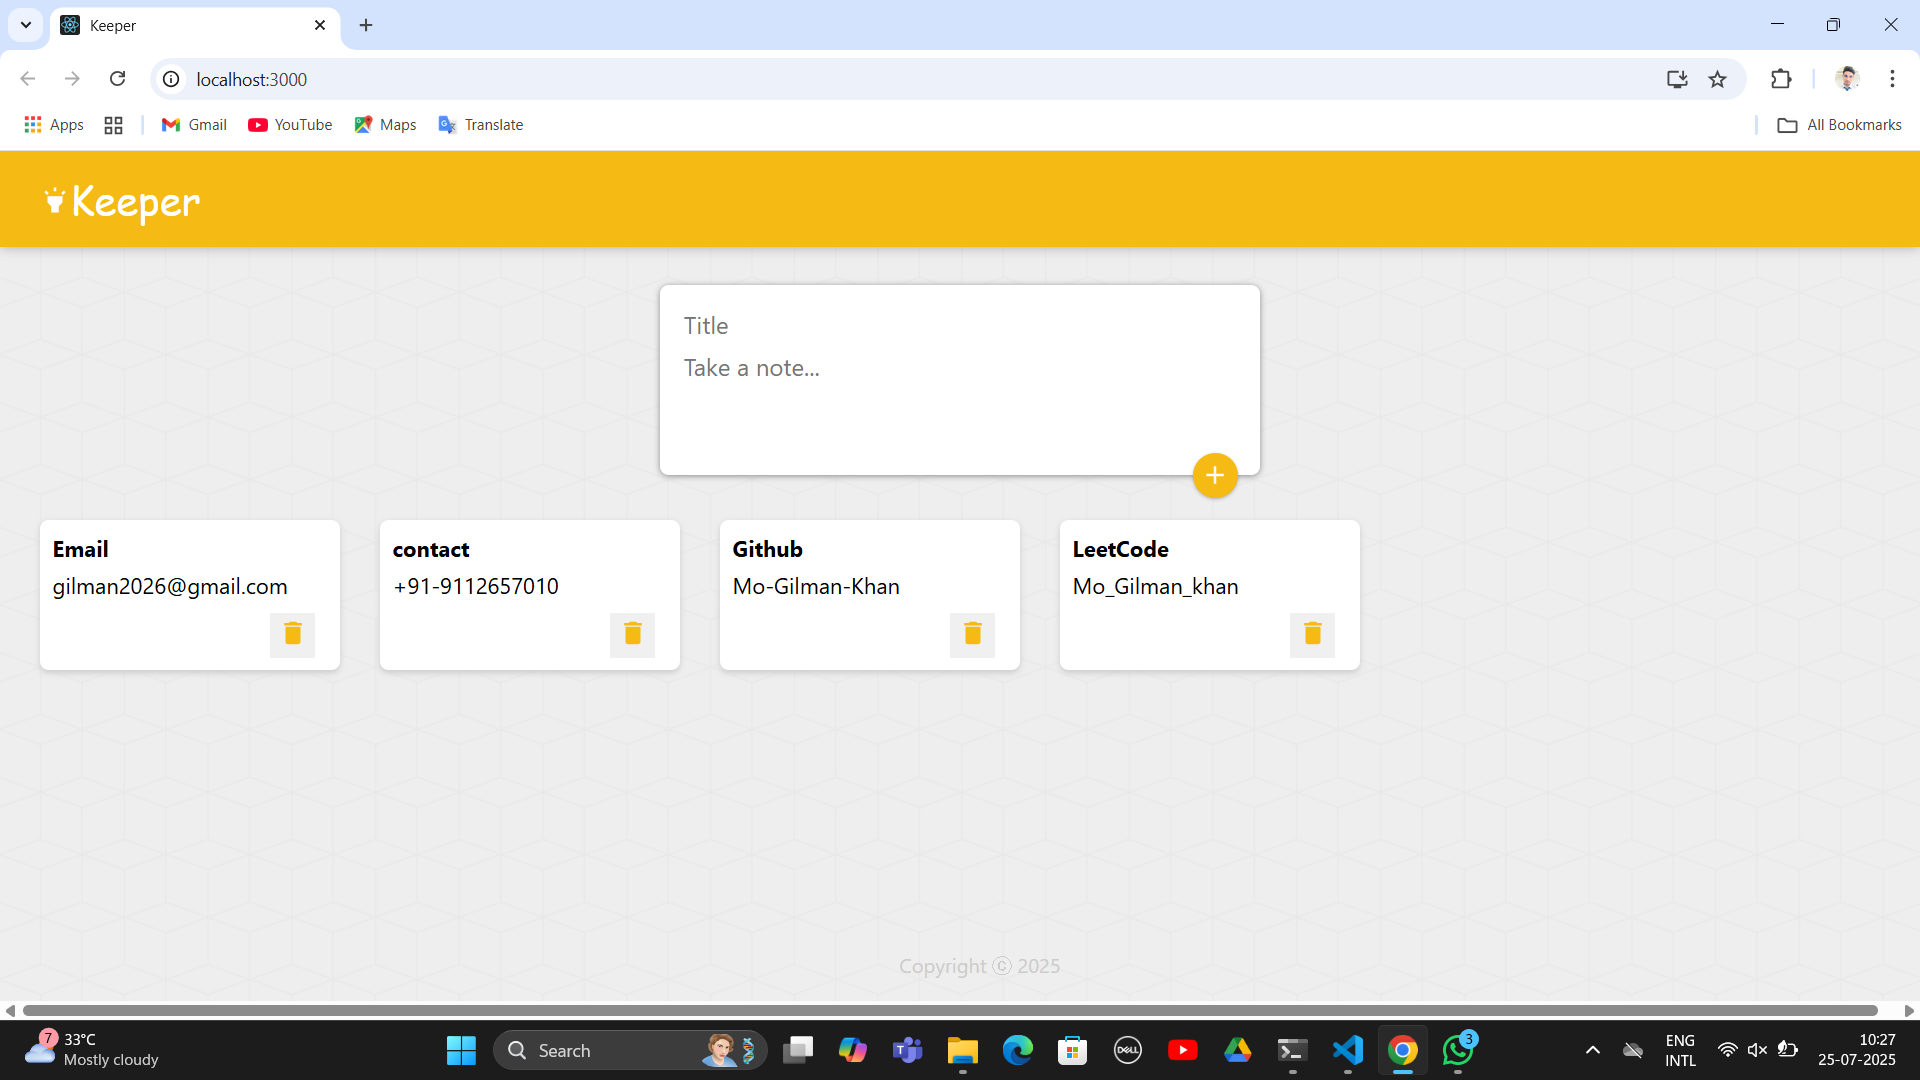 Keeper
localhost:3000
Apps Gmail YouTube Maps Translate All Bookmarks
Keeper
Title
Take a note...
Email
gilman2026@gmail.com
contact
+91-9112657010
Github
Mo-Gilman-Khan
LeetCode
Mo_Gilman_khan
Copyright © 2025
7 33°C
Mostly cloudy
Search
DELL
3
ENG
INTL
10:27
25-07-2025